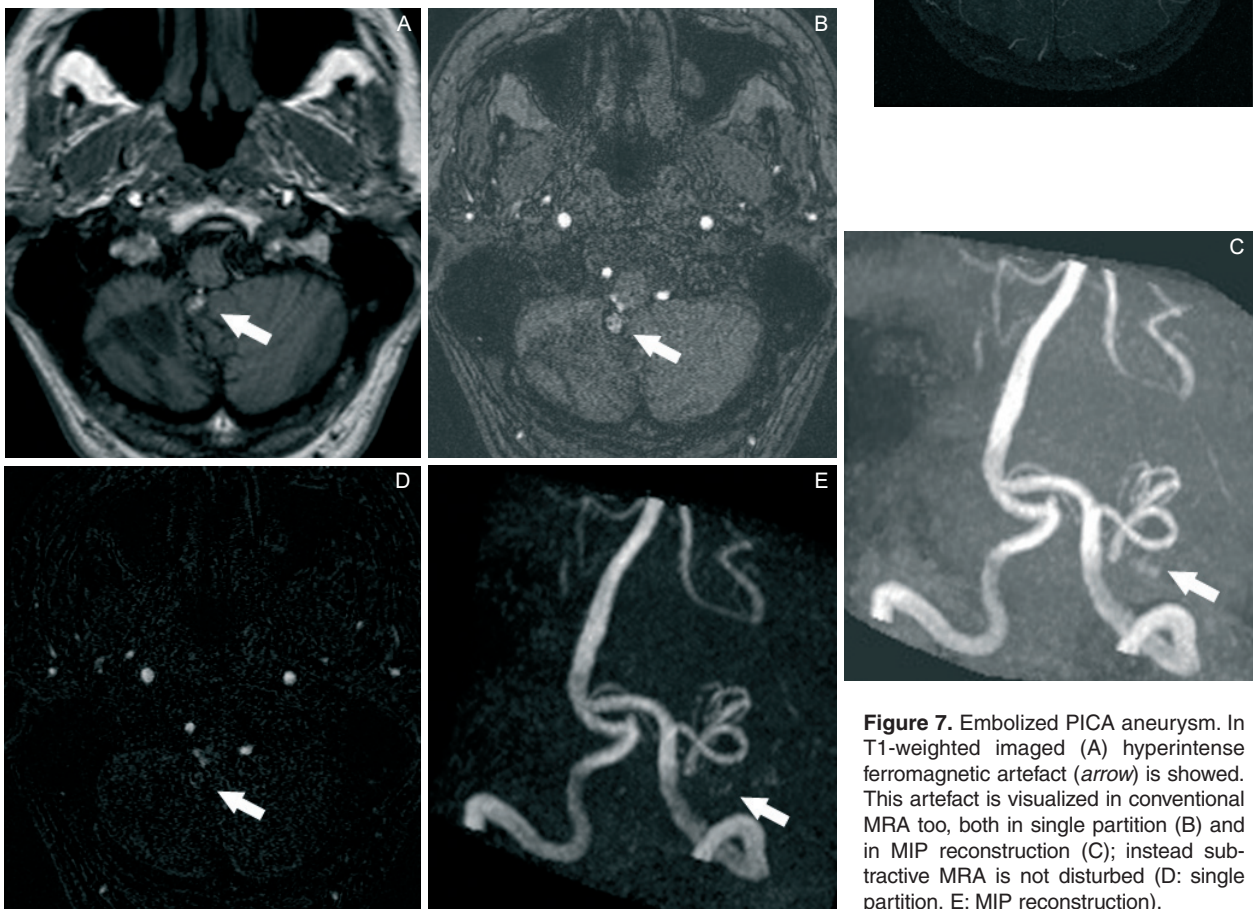 A
B
C
D
E
Figure 7. Embolized PICA aneurysm. In
T1-weighted imaged (A) hyperintense
ferromagnetic artefact (arrow) is showed.
This artefact is visualized in conventional
MRA too, both in single partition (B) and
in MIP reconstruction (C); instead sub-
tractive MRA is not disturbed (D: single
partition, E: MIP reconstruction).